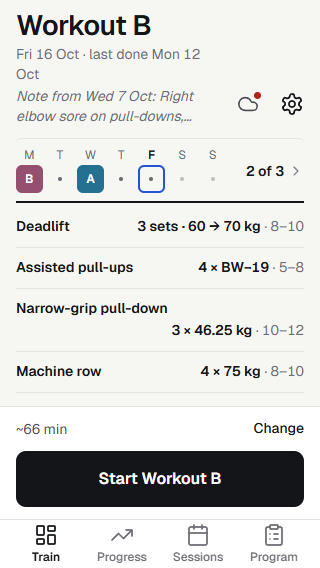 Workout B
Fri 16 Oct · last done Mon 12
Oct
Note from Wed 7 Oct: Right
elbow sore on pull-downs,…
M T W T F S S
B • A • • • • 2 of 3 >
Deadlift 3 sets · 60 → 70 kg · 8–10
Assisted pull-ups 4 × BW–19 · 5–8
Narrow-grip pull-down
3 × 46.25 kg · 10–12
Machine row 4 × 75 kg · 8–10
~66 min Change
Start Workout B
Train Progress Sessions Program